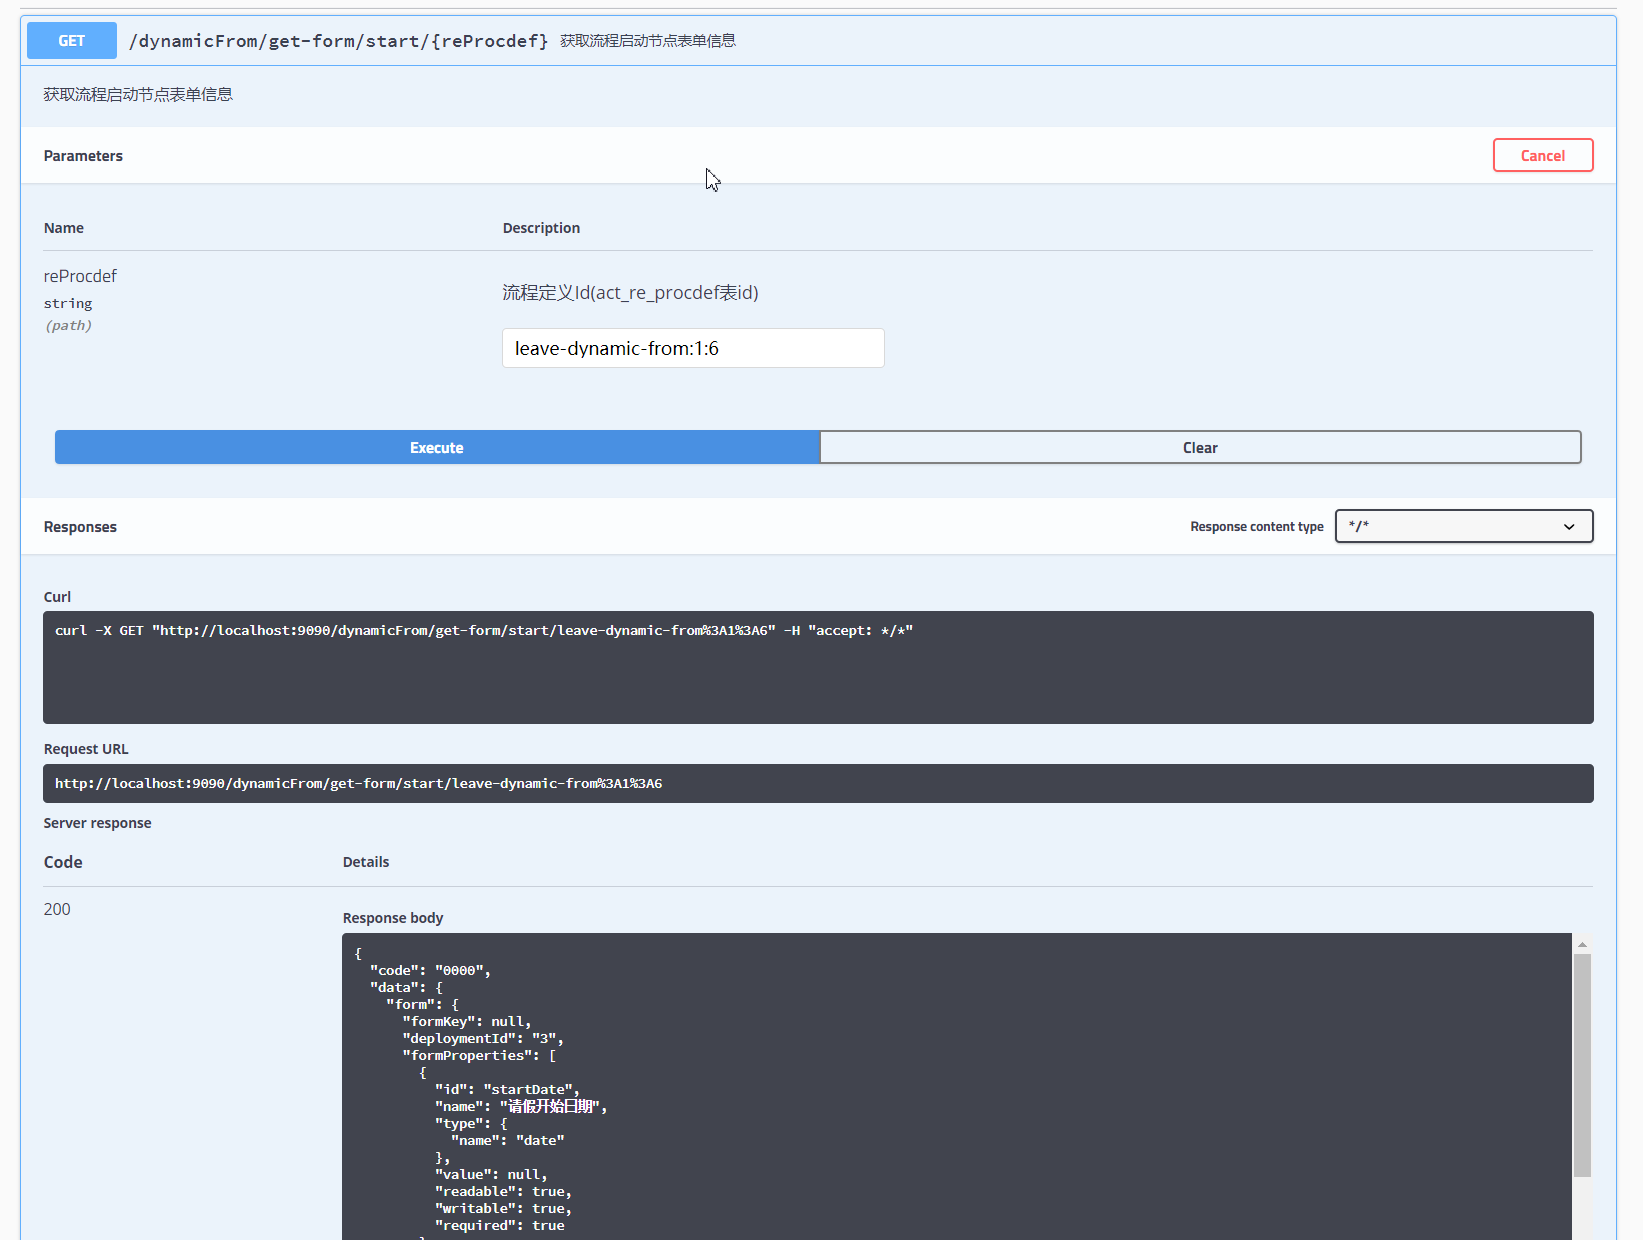 GET /dynamicFrom/get-form/start/{reProcdef} 获取流程启动节点表单信息
获取流程启动节点表单信息
Parameters
Cancel
Name Description
reProcdef
string
(path)
流程定义Id(act_re_procdef表id)
leave-dynamic-from:1:6
Execute Clear
Responses Response content type */*
Curl
curl -X GET "http://localhost:9090/dynamicFrom/get-form/start/leave-dynamic-from%3A1%3A6" -H "accept: */*"
Request URL
http://localhost:9090/dynamicFrom/get-form/start/leave-dynamic-from%3A1%3A6
Server response
Code Details
200
Response body
{
"code": "0000",
"data": {
"form": {
"formKey": null,
"deploymentId": "3",
"formProperties": [
{
"id": "startDate",
"name": "请假开始日期",
"type": {
"name": "date"
},
"value": null,
"readable": true,
"writable": true,
"required": true